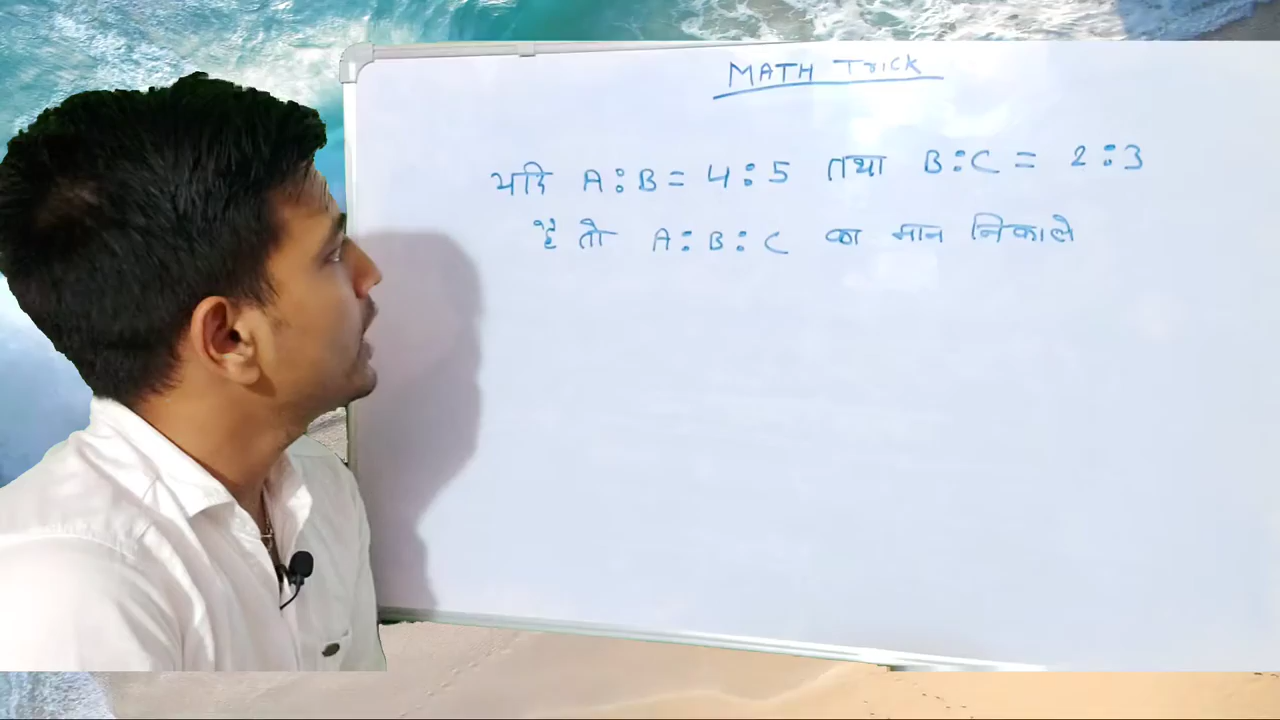 MATH Trick
यदि A:B = 4:5 तथा B:C = 2:3
है तो A:B:C का मान निकाले